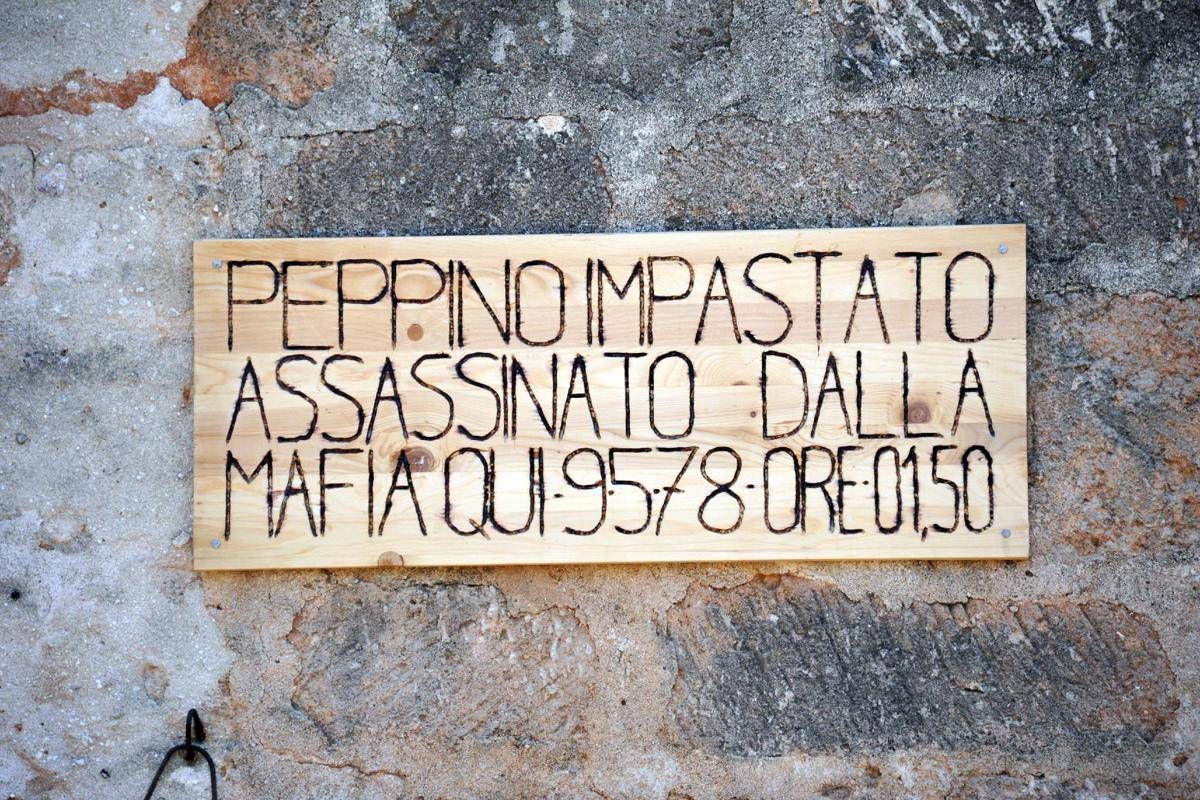 PEPPINO IMPASTATO
ASSASSINATO DALLA
MAFIA QUI·9·5·78·ORE·01,50